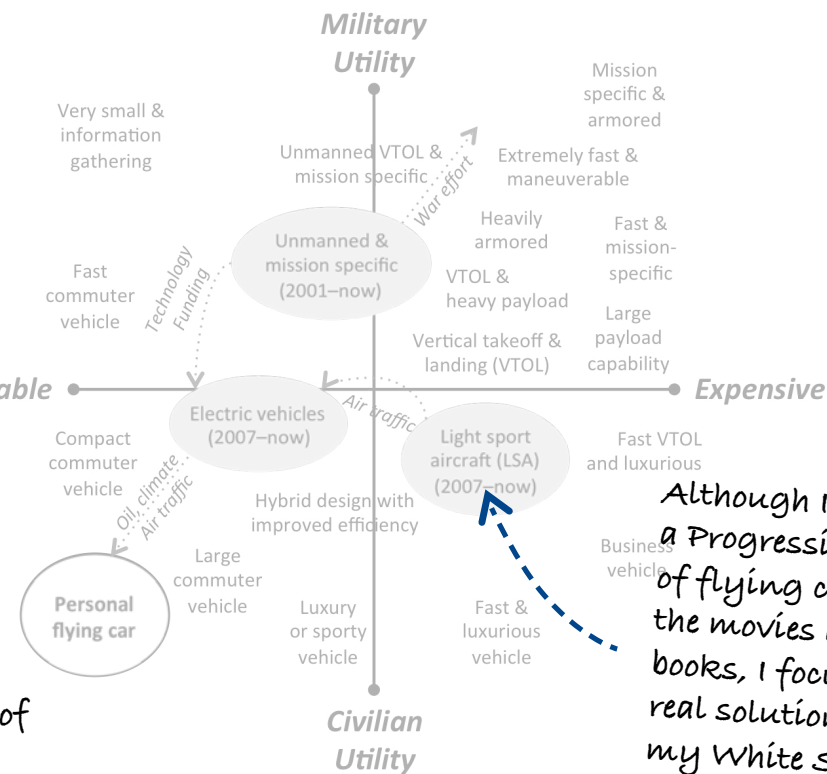 Military
Utility
Mission
specific &
armored
Very small &
information
gathering
Unmanned VTOL &
mission specific
Extremely fast &
maneuverable
War effort
Heavily
armored
Fast &
mission-
specific
Unmanned &
mission specific
(2001–now)
Technology
Funding
Fast
commuter
vehicle
VTOL &
heavy payload
Large
payload
capability
Vertical takeoff &
landing (VTOL)
able
Expensive
Air traffic
Electric vehicles
(2007–now)
Light sport
aircraft (LSA)
(2007–now)
Compact
commuter
vehicle
Fast VTOL
and luxurious
Oil, climate
Air traffic
Hybrid design with
improved efficiency
Business
vehicle
Large
commuter
vehicle
Personal
flying car
Luxury
or sporty
vehicle
Fast &
luxurious
vehicle
Although I
a Progressi
of flying c
the movies
books, I focu
real solution
my White s
of
Civilian
Utility